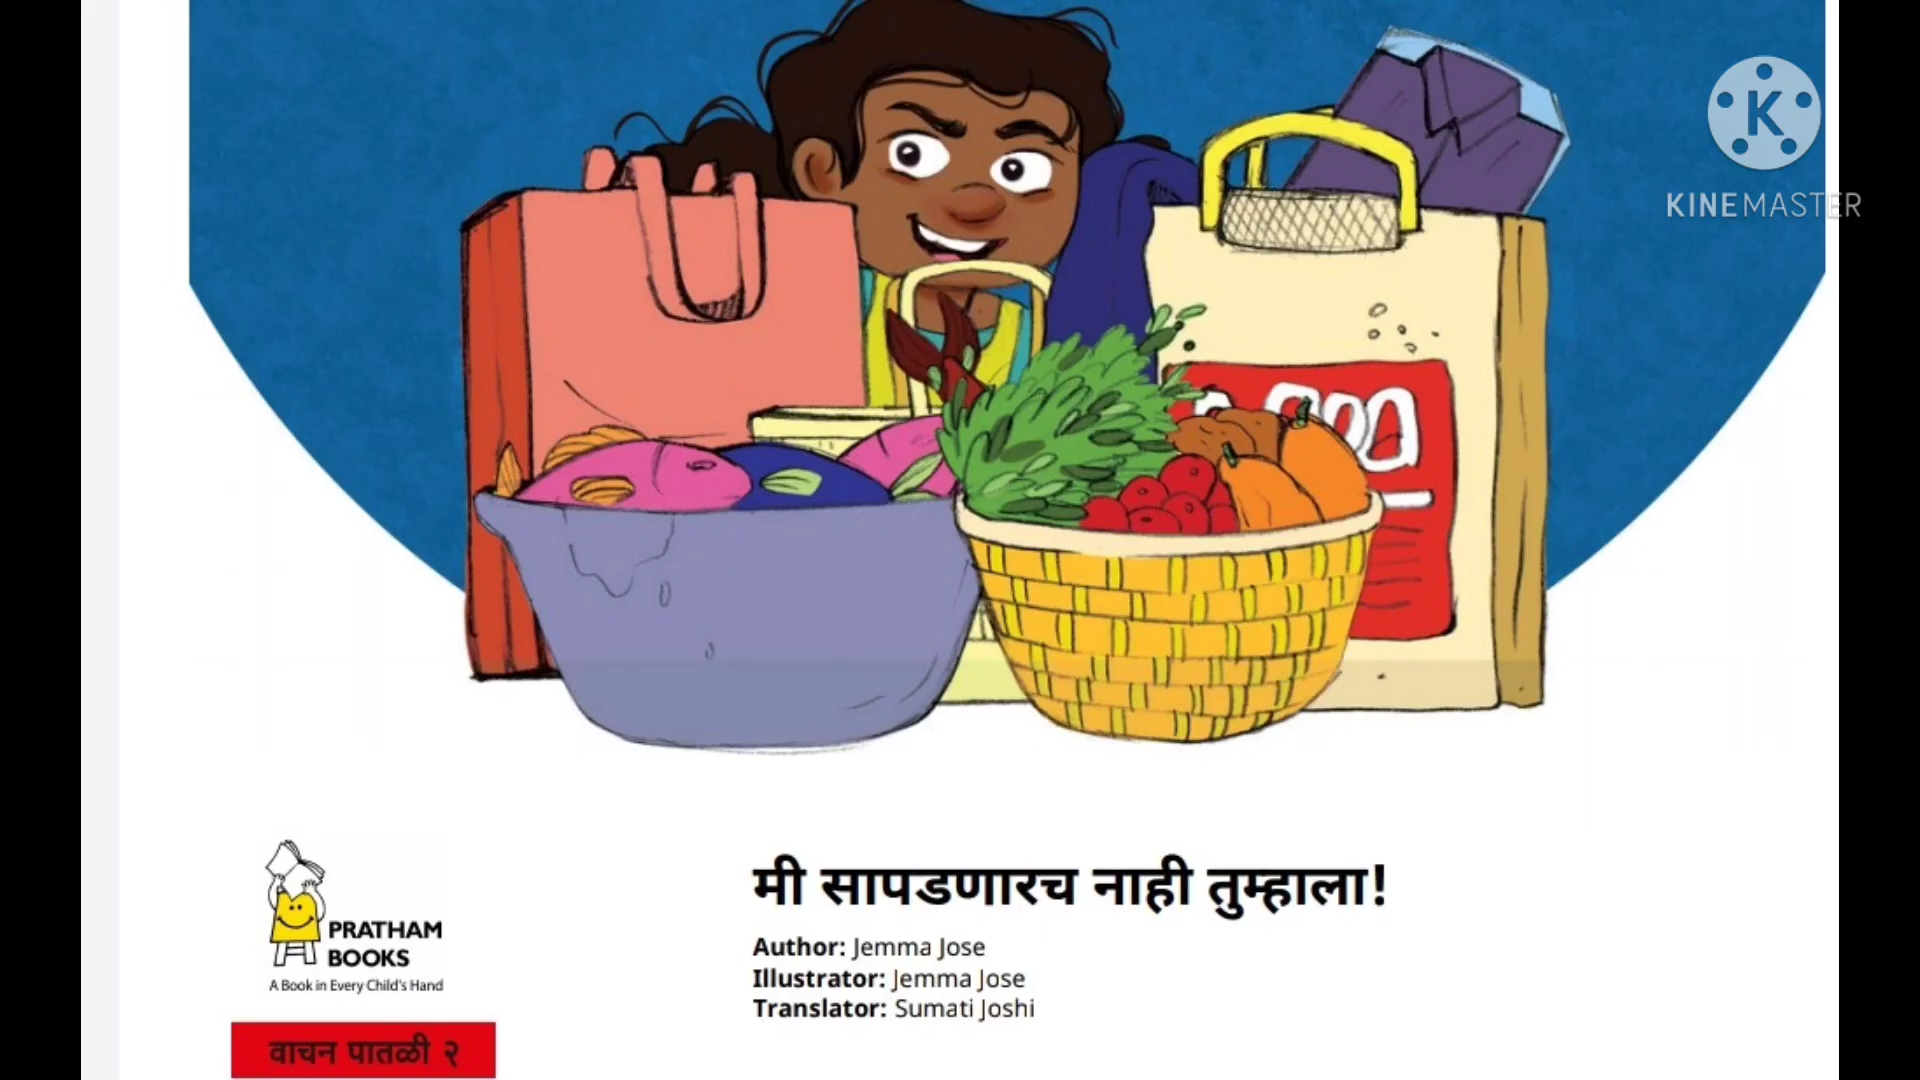 K
KINEMASTER
मी सापडणारच नाही तुम्हाला!
PRATHAM
BOOKS
A Book in Every Child's Hand
Author: Jemma Jose
Illustrator: Jemma Jose
Translator: Sumati Joshi
वाचन पातळी २